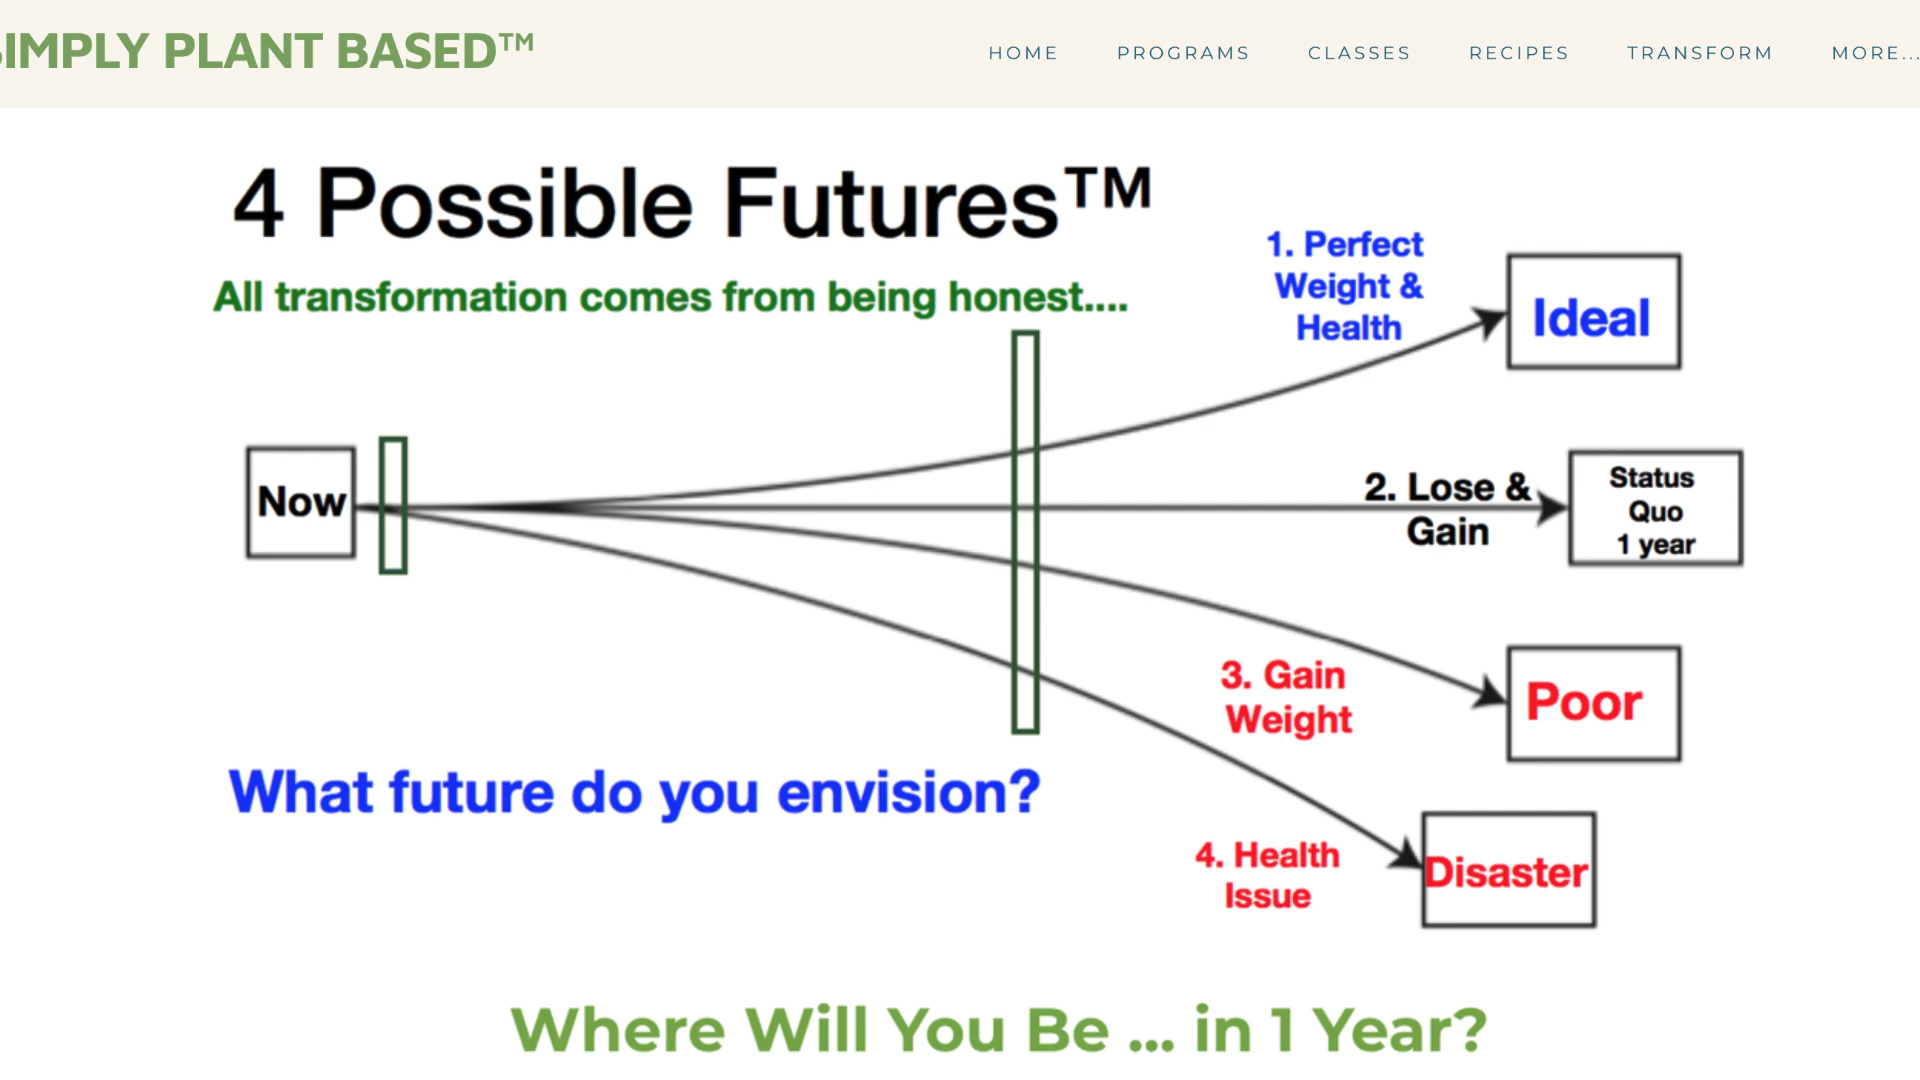 SIMPLY PLANT BASED™
HOME PROGRAMS CLASSES RECIPES TRANSFORM MORE...
4 Possible Futures™
All transformation comes from being honest....
1. Perfect
Weight &
Health
Ideal
Now
2. Lose &
Gain
Status
Quo
1 year
3. Gain
Weight
Poor
What future do you envision?
4. Health
Issue
Disaster
Where Will You Be ... in 1 Year?